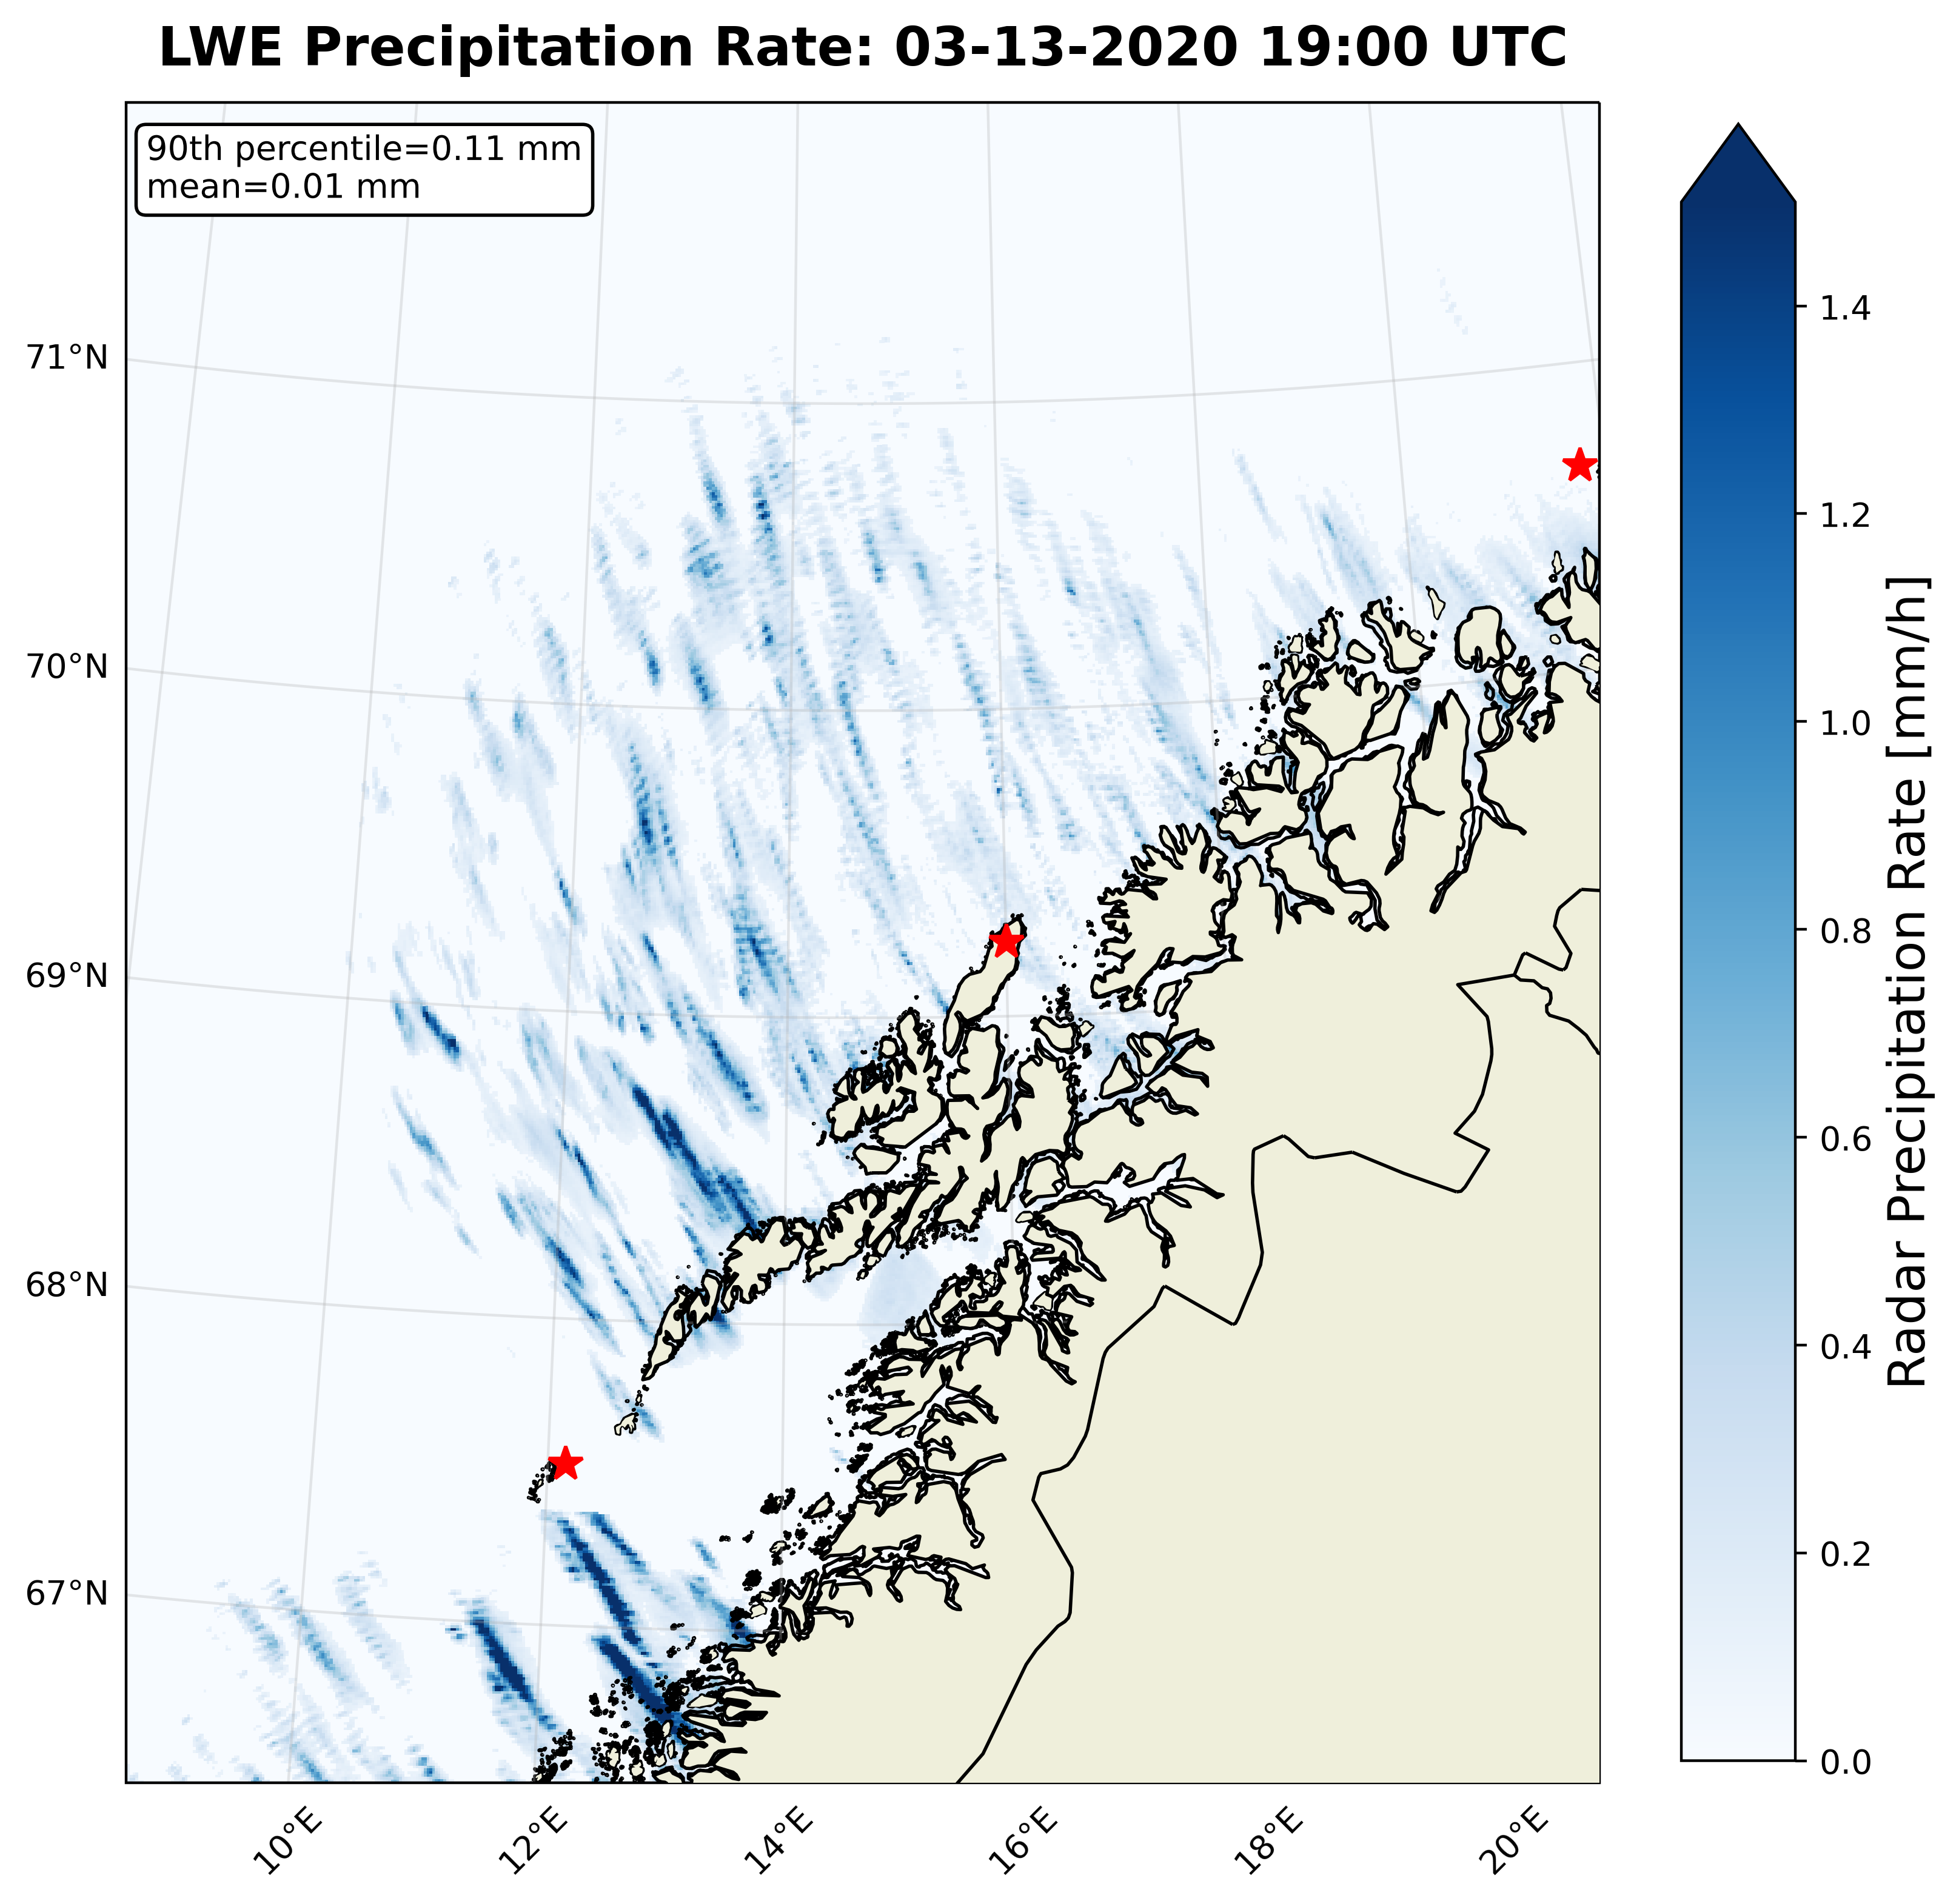 LWE Precipitation Rate: 03-13-2020 19:00 UTC
90th percentile=0.11 mm
mean=0.01 mm
71°N
70°N
69°N
68°N
67°N
10°E
12°E
14°E
16°E
18°E
20°E
1.4
1.2
1.0
0.8
0.6
0.4
0.2
0.0
Radar Precipitation Rate [mm/h]